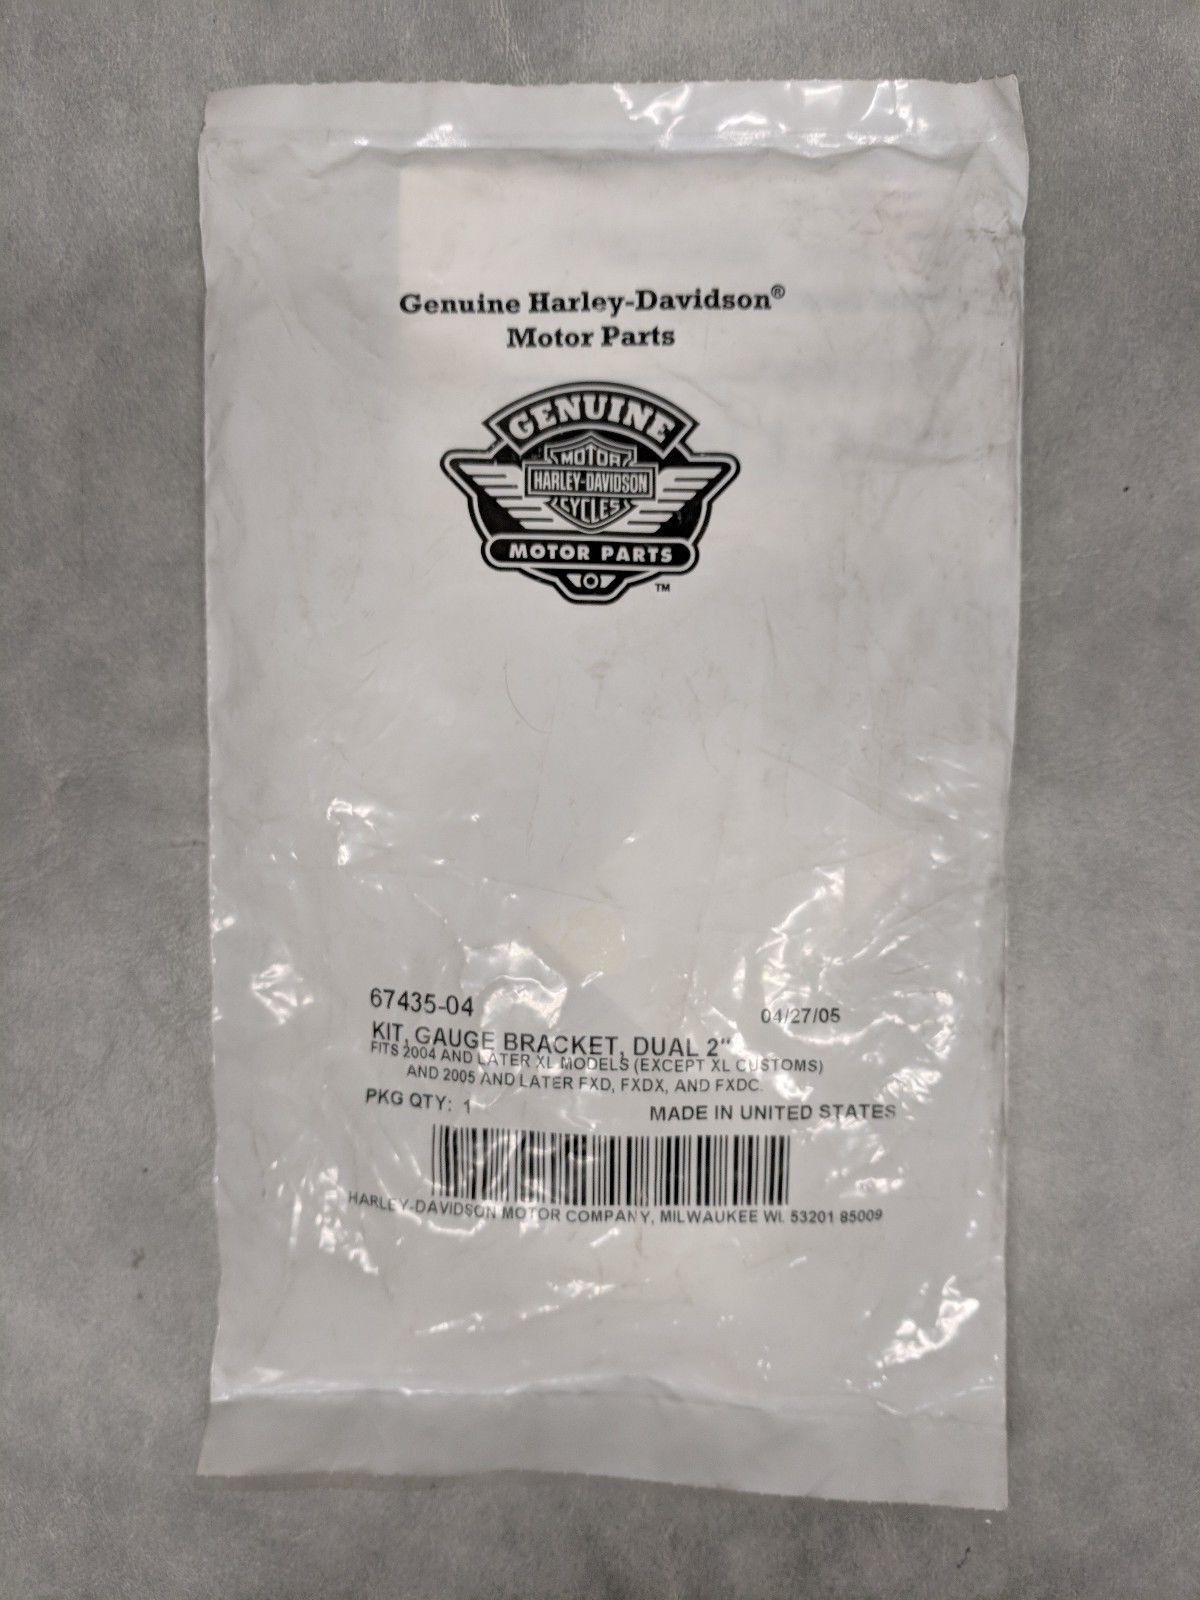 Genuine Harley-Davidson®
Motor Parts
GENUINE
MOTOR
HARLEY-DAVIDSON
CYCLES
MOTOR PARTS
TM
67435-04
04/27/05
KIT, GAUGE BRACKET, DUAL 2"
FITS 2004 AND LATER XL MODELS (EXCEPT XL CUSTOMS)
AND 2005 AND LATER FXD, FXDX, AND FXDC.
PKG QTY: 1
MADE IN UNITED STATES
HARLEY-DAVIDSON MOTOR COMPANY, MILWAUKEE WI. 53201 85009